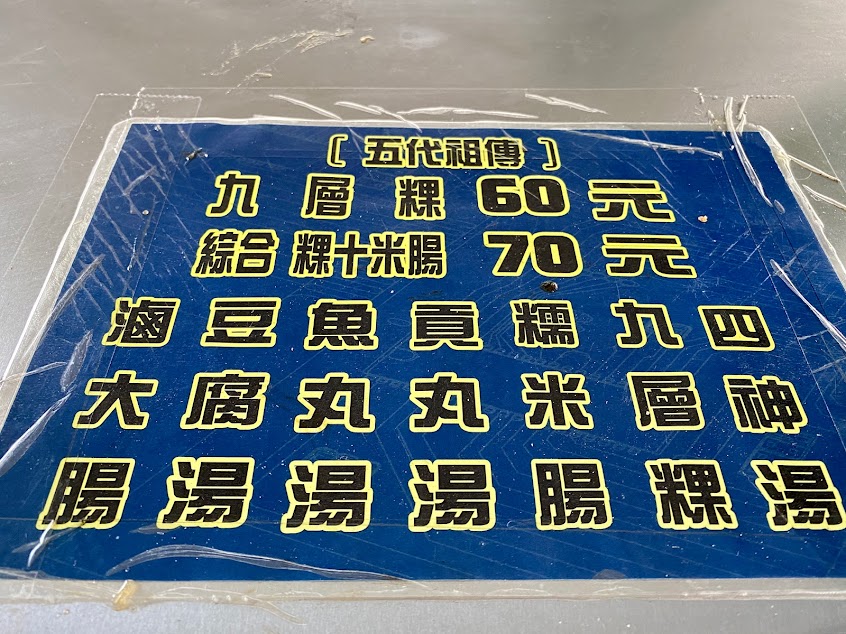 〔五代祖傳〕
九層粿 60元
綜合 粿十米腸 70元
四神湯
九層粿
糯米腸
貢丸湯
魚丸湯
豆腐湯
滷大腸